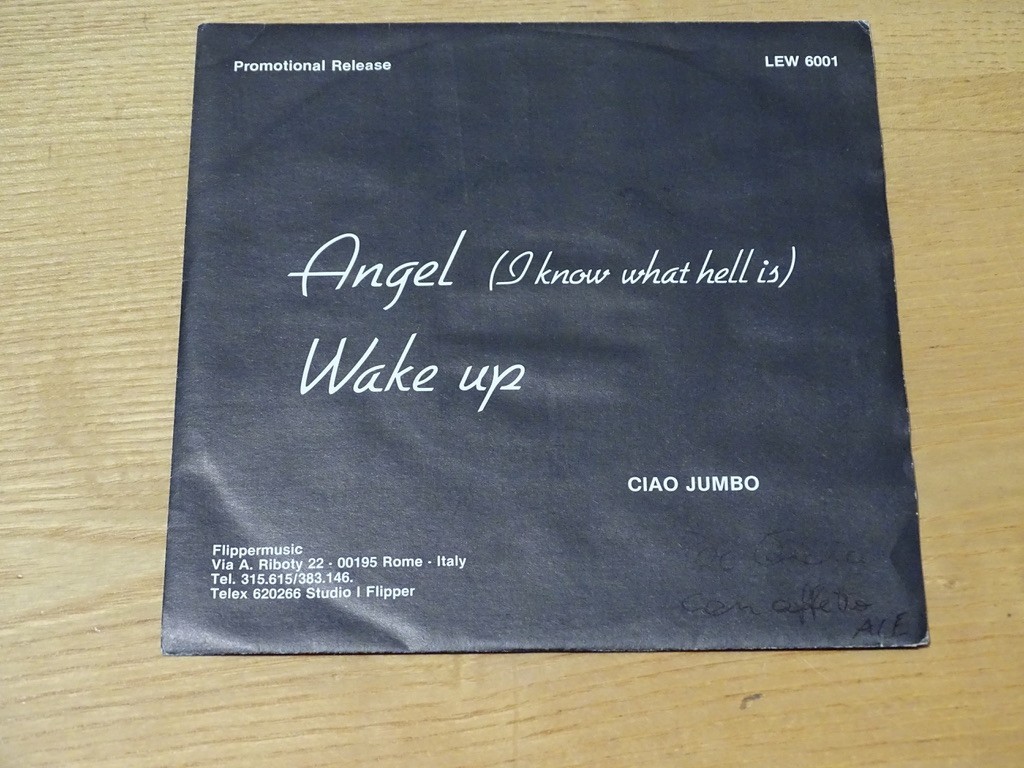 Promotional Release
LEW 6001
Angel (I know what hell is)
Wake up
CIAO JUMBO
Flippermusic
Via A. Riboty 22 - 00195 Rome - Italy
Tel. 315.615/383.146.
Telex 620266 Studio I Flipper
con affetto
ALE